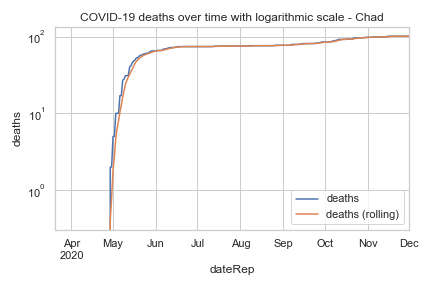 COVID-19 deaths over time with logarithmic scale - Chad
10²
10¹
10⁰
deaths
deaths
deaths (rolling)
Apr May Jun Jul Aug Sep Oct Nov Dec
2020
dateRep